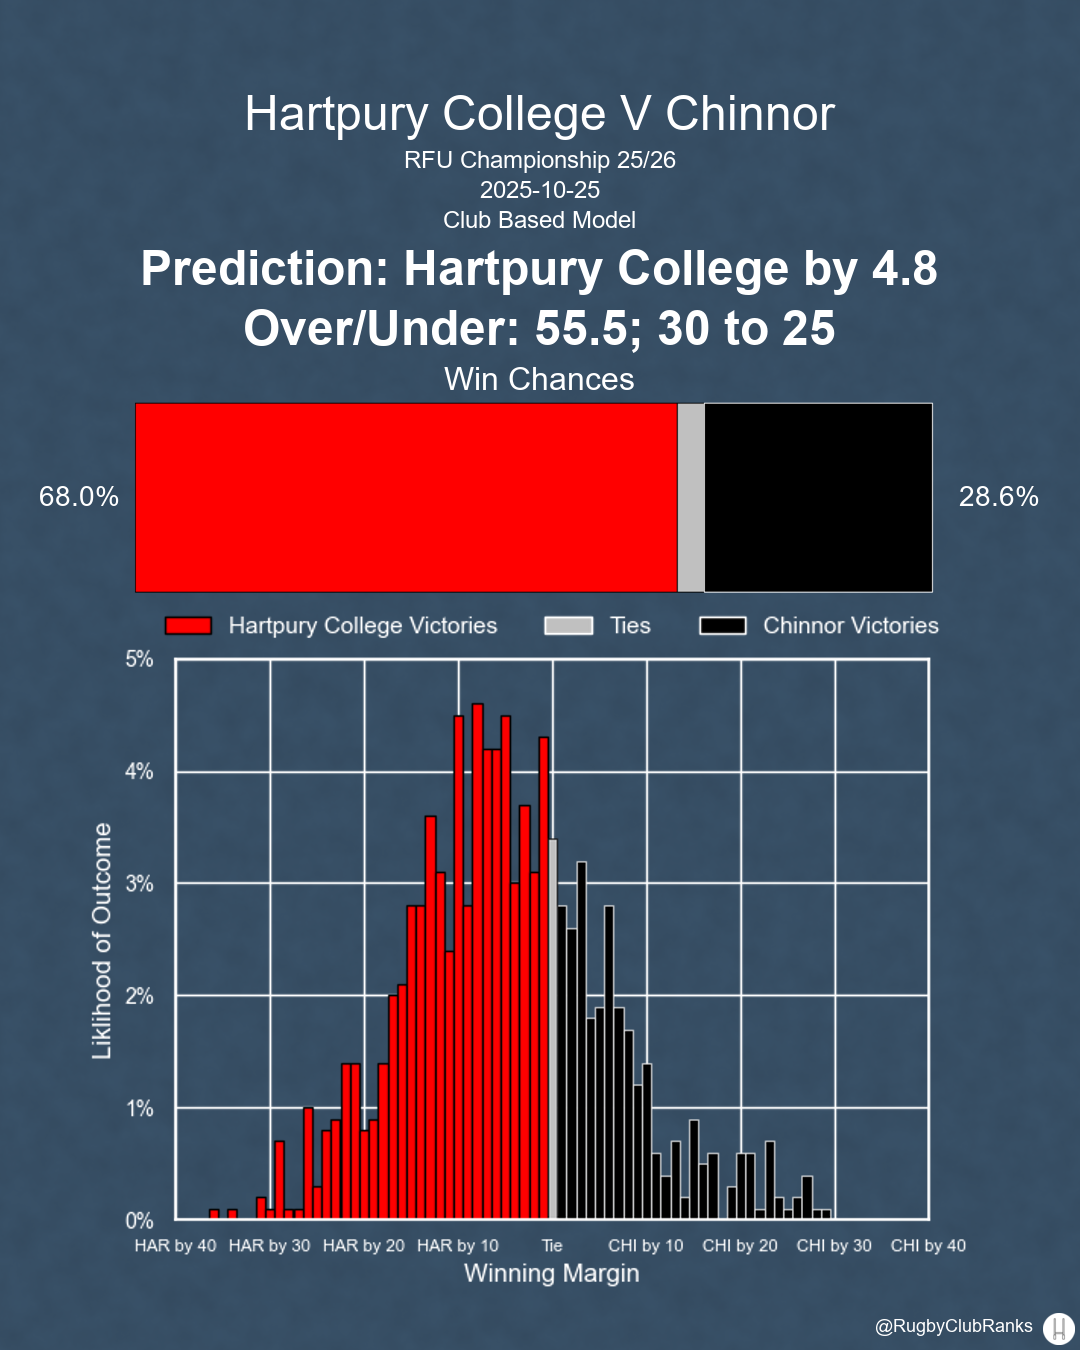 Hartpury College V Chinnor
RFU Championship 25/26
2025-10-25
Club Based Model
Prediction: Hartpury College by 4.8
Over/Under: 55.5; 30 to 25
Win Chances
68.0%
28.6%
Hartpury College Victories
Ties
Chinnor Victories
5%
4%
3%
2%
1%
0%
Liklihood of Outcome
HAR by 40
HAR by 30
HAR by 20
HAR by 10
Tie
CHI by 10
CHI by 20
CHI by 30
CHI by 40
Winning Margin
@RugbyClubRanks